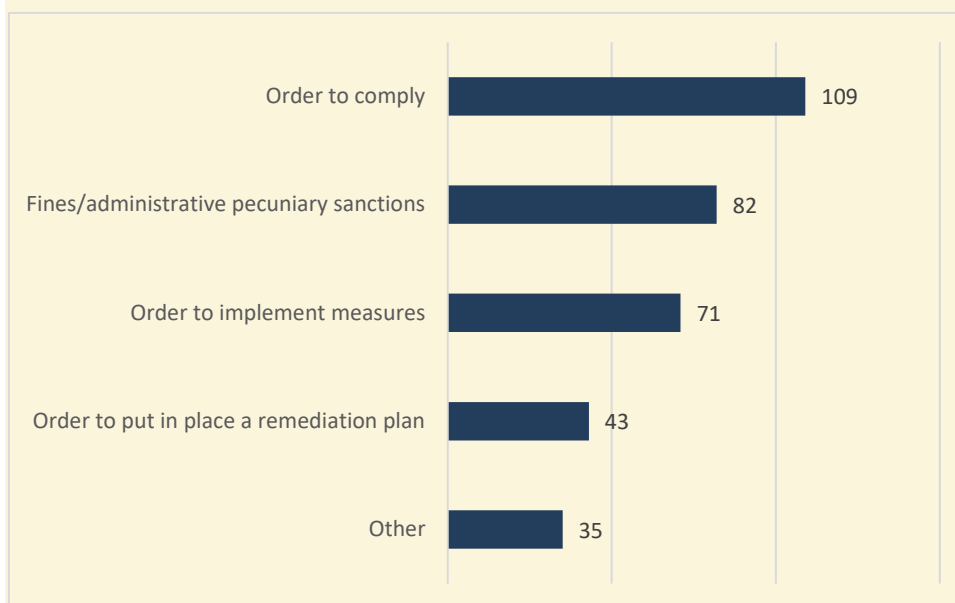 Order to comply 109
Fines/administrative pecuniary sanctions 82
Order to implement measures 71
Order to put in place a remediation plan 43
Other 35